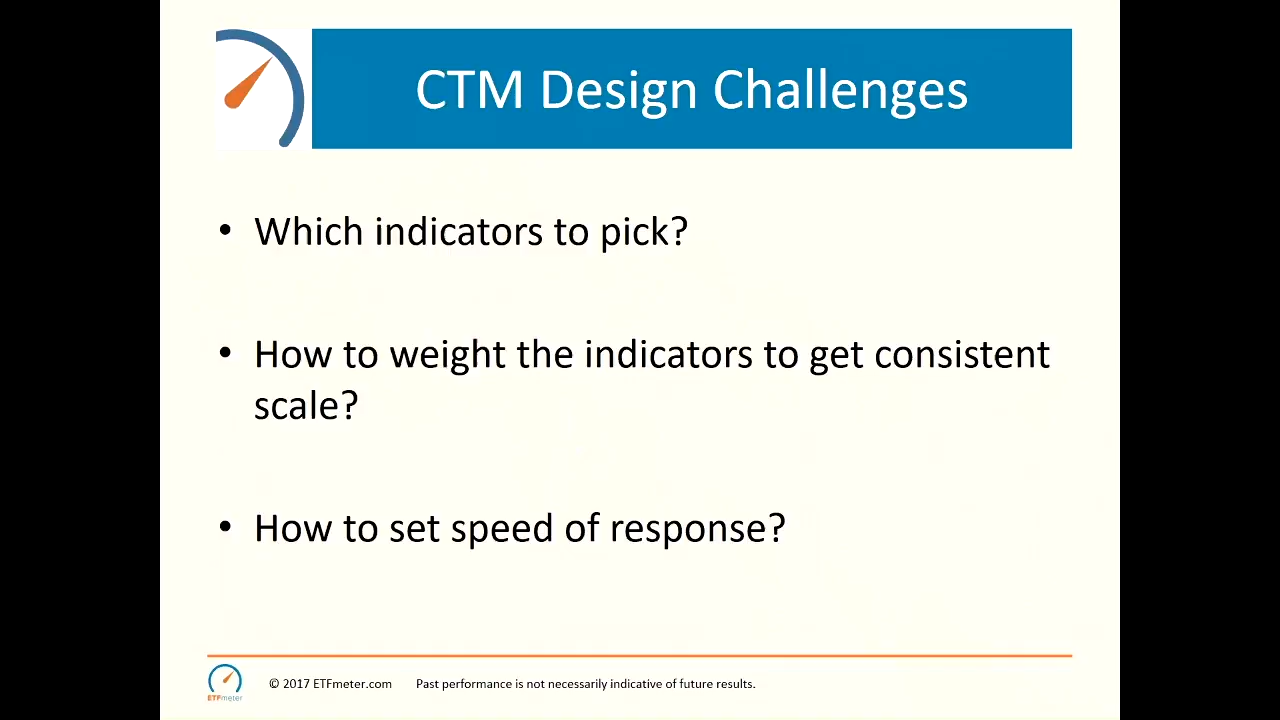 CTM Design Challenges
• Which indicators to pick?
• How to weight the indicators to get consistent
scale?
• How to set speed of response?
ETFmeter
© 2017 ETFmeter.com Past performance is not necessarily indicative of future results.